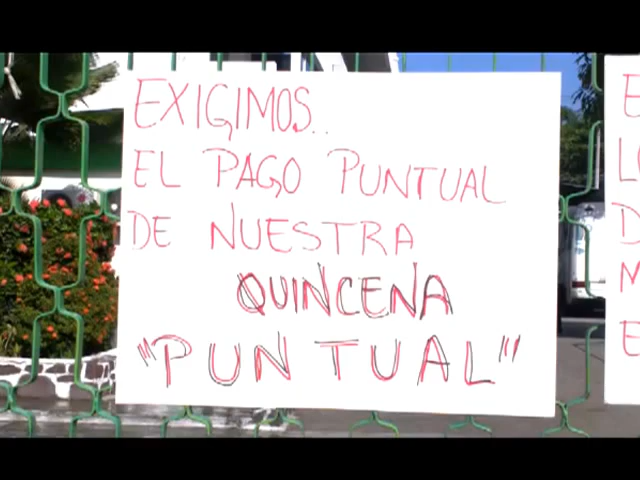 EXIGIMOS..
EL PAGO PUNTUAL
DE NUESTRA
QUINCENA
"PUNTUAL"